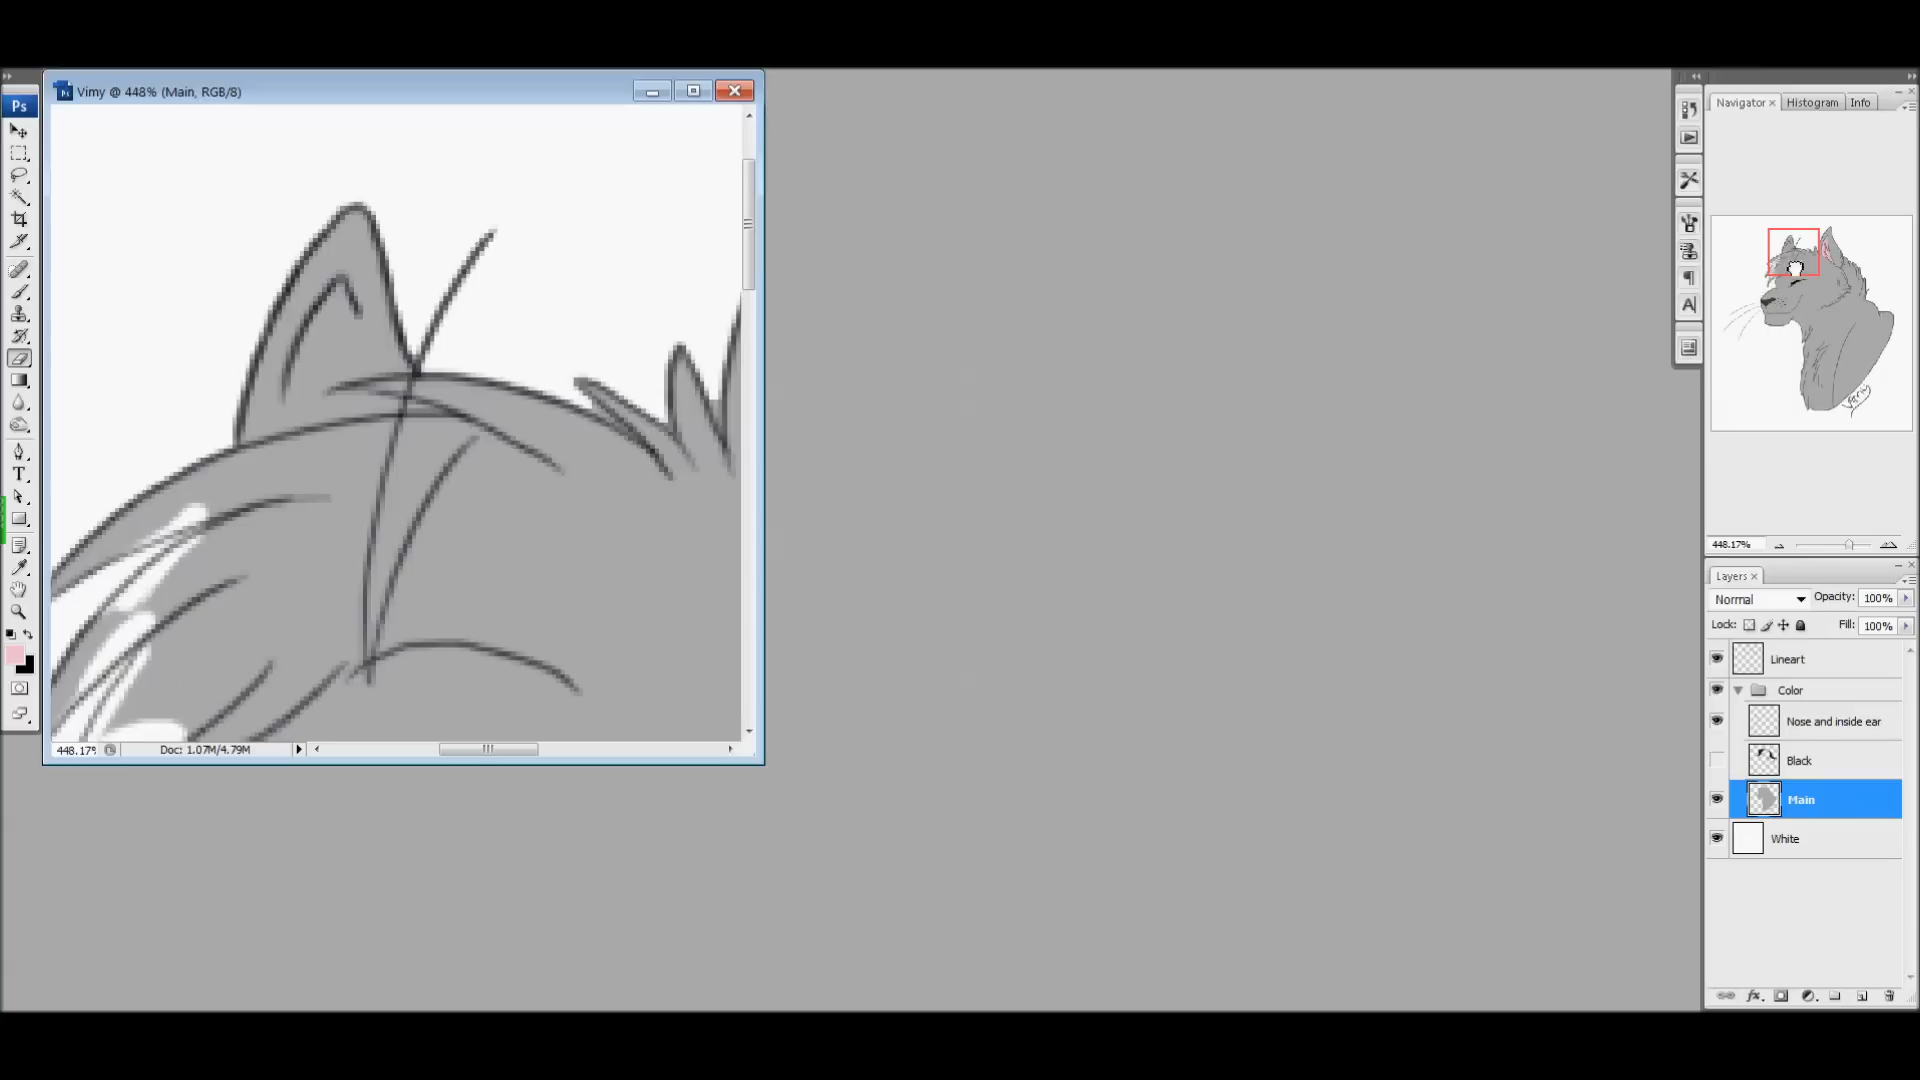 Vimy @ 448% (Main, RGB/8)
Ps
T
A
448.17%
Doc: 1.07M/4.79M
Navigator
Histogram
Info
448.17%
Layers
Normal
Opacity: 100%
Lock:
Fill: 100%
Lineart
Color
Nose and inside ear
Black
Main
White
fx